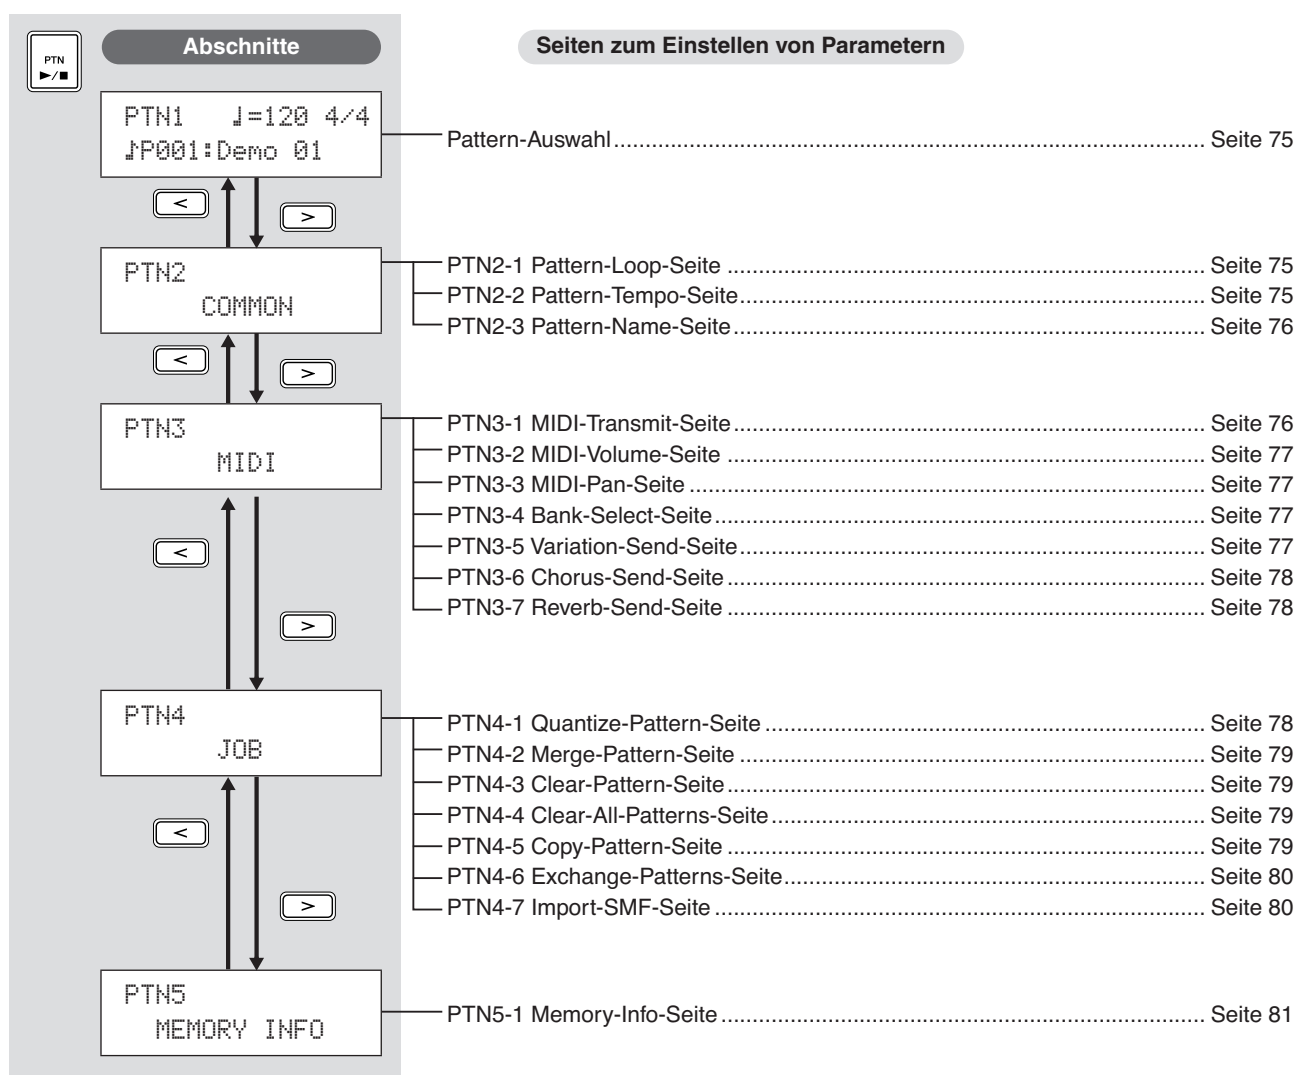 PTN
►/■
Abschnitte
Seiten zum Einstellen von Parametern
PTN1 ♩=120 4/4
♪P001:Demo 01
Pattern-Auswahl.......... Seite 75
<
>
PTN2
COMMON
PTN2-1 Pattern-Loop-Seite .......... Seite 75
PTN2-2 Pattern-Tempo-Seite.......... Seite 75
PTN2-3 Pattern-Name-Seite.......... Seite 76
<
>
PTN3
MIDI
PTN3-1 MIDI-Transmit-Seite.......... Seite 76
PTN3-2 MIDI-Volume-Seite .......... Seite 77
PTN3-3 MIDI-Pan-Seite .......... Seite 77
PTN3-4 Bank-Select-Seite.......... Seite 77
PTN3-5 Variation-Send-Seite.......... Seite 77
PTN3-6 Chorus-Send-Seite.......... Seite 78
PTN3-7 Reverb-Send-Seite .......... Seite 78
<
>
PTN4
JOB
PTN4-1 Quantize-Pattern-Seite .......... Seite 78
PTN4-2 Merge-Pattern-Seite .......... Seite 79
PTN4-3 Clear-Pattern-Seite.......... Seite 79
PTN4-4 Clear-All-Patterns-Seite.......... Seite 79
PTN4-5 Copy-Pattern-Seite .......... Seite 79
PTN4-6 Exchange-Patterns-Seite.......... Seite 80
PTN4-7 Import-SMF-Seite .......... Seite 80
<
>
PTN5
MEMORY INFO
PTN5-1 Memory-Info-Seite.......... Seite 81